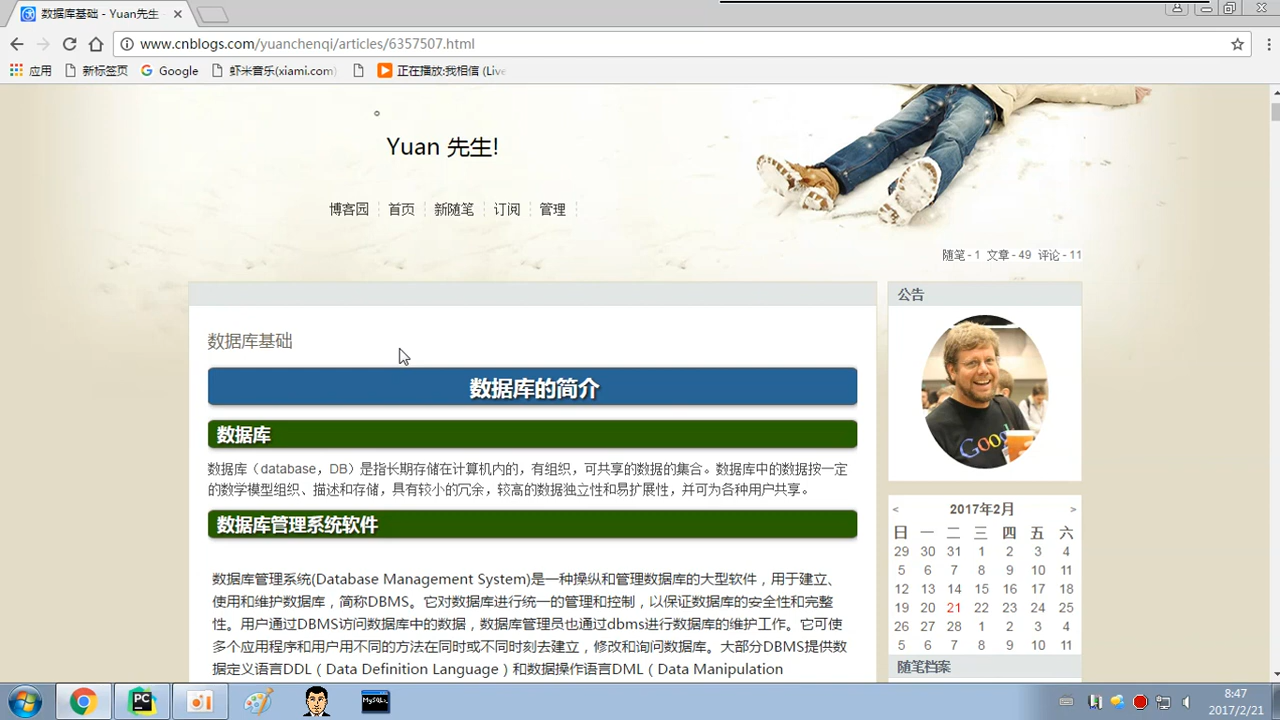 数据库基础 - Yuan先生
www.cnblogs.com/yuanchenqi/articles/6357507.html
应用 新标签页 Google 虾米音乐(xiami.com) 正在播放:我相信 (Live
Yuan 先生!
博客园 首页 新随笔 订阅 管理
随笔 - 1 文章 - 49 评论 - 11
公告
数据库基础
数据库的简介
数据库
数据库（database，DB）是指长期存储在计算机内的，有组织，可共享的数据的集合。数据库中的数据按一定
的数学模型组织、描述和存储，具有较小的冗余，较高的数据独立性和易扩展性，并可为各种用户共享。
数据库管理系统软件
数据库管理系统(Database Management System)是一种操纵和管理数据库的大型软件，用于建立、
使用和维护数据库，简称DBMS。它对数据库进行统一的管理和控制，以保证数据库的安全性和完整
性。用户通过DBMS访问数据库中的数据，数据库管理员也通过dbms进行数据库的维护工作。它可使
多个应用程序和用户用不同的方法在同时或不同时刻去建立，修改和询问数据库。大部分DBMS提供数
据定义语言DDL（Data Definition Language）和数据操作语言DML（Data Manipulation
Google
< 2017年2月 >
日 一 二 三 四 五 六
29 30 31 1 2 3 4
5 6 7 8 9 10 11
12 13 14 15 16 17 18
19 20 21 22 23 24 25
26 27 28 1 2 3 4
5 6 7 8 9 10 11
随笔档案
PC
MySQL
8:47
2017/2/21